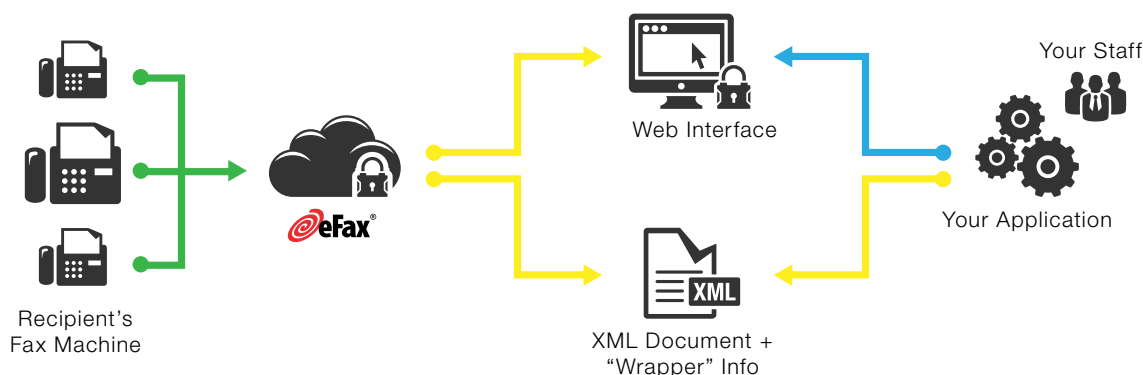 Your Staff
Web Interface
eFax®
Your Application
XML
Recipient's
Fax Machine
XML Document +
“Wrapper” Info